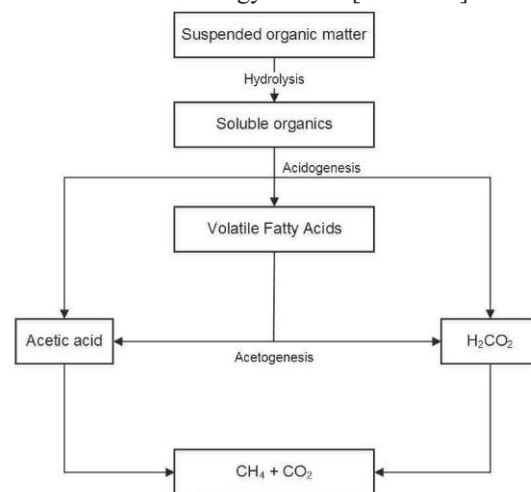 Suspended organic matter
Hydrolysis
Soluble organics
Acidogenesis
Volatile Fatty Acids
Acetic acid
H₂CO₂
Acetogenesis
CH₄ + CO₂